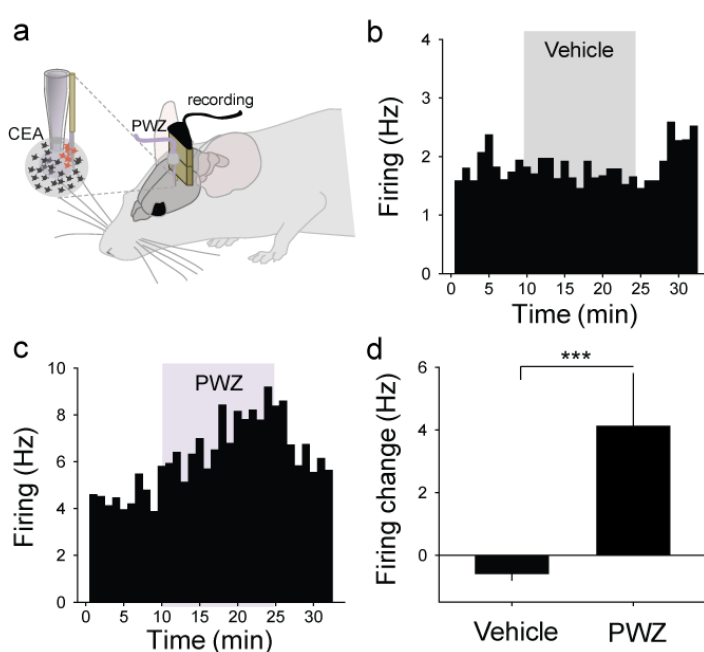 a
CEA
PWZ
recording
b
Vehicle
Firing (Hz)
4
3
2
1
0
0 5 10 15 20 25 30
Time (min)
c
PWZ
Firing (Hz)
10
8
6
4
2
0
0 5 10 15 20 25 30
Time (min)
d
***
Firing change (Hz)
6
4
2
0
Vehicle PWZ